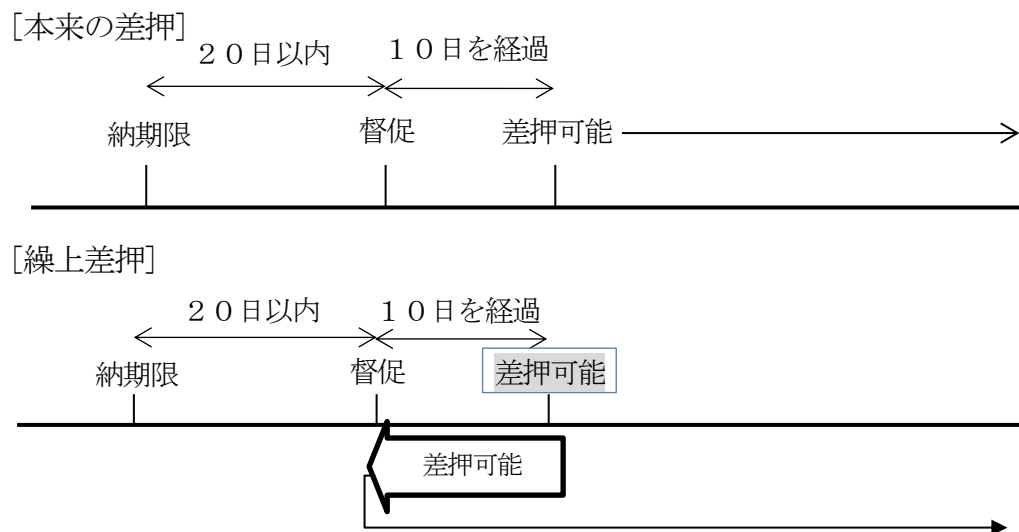 [本来の差押]
２０日以内 １０日を経過
納期限 督促 差押可能
[繰上差押]
２０日以内 １０日を経過
納期限 督促 差押可能
差押可能